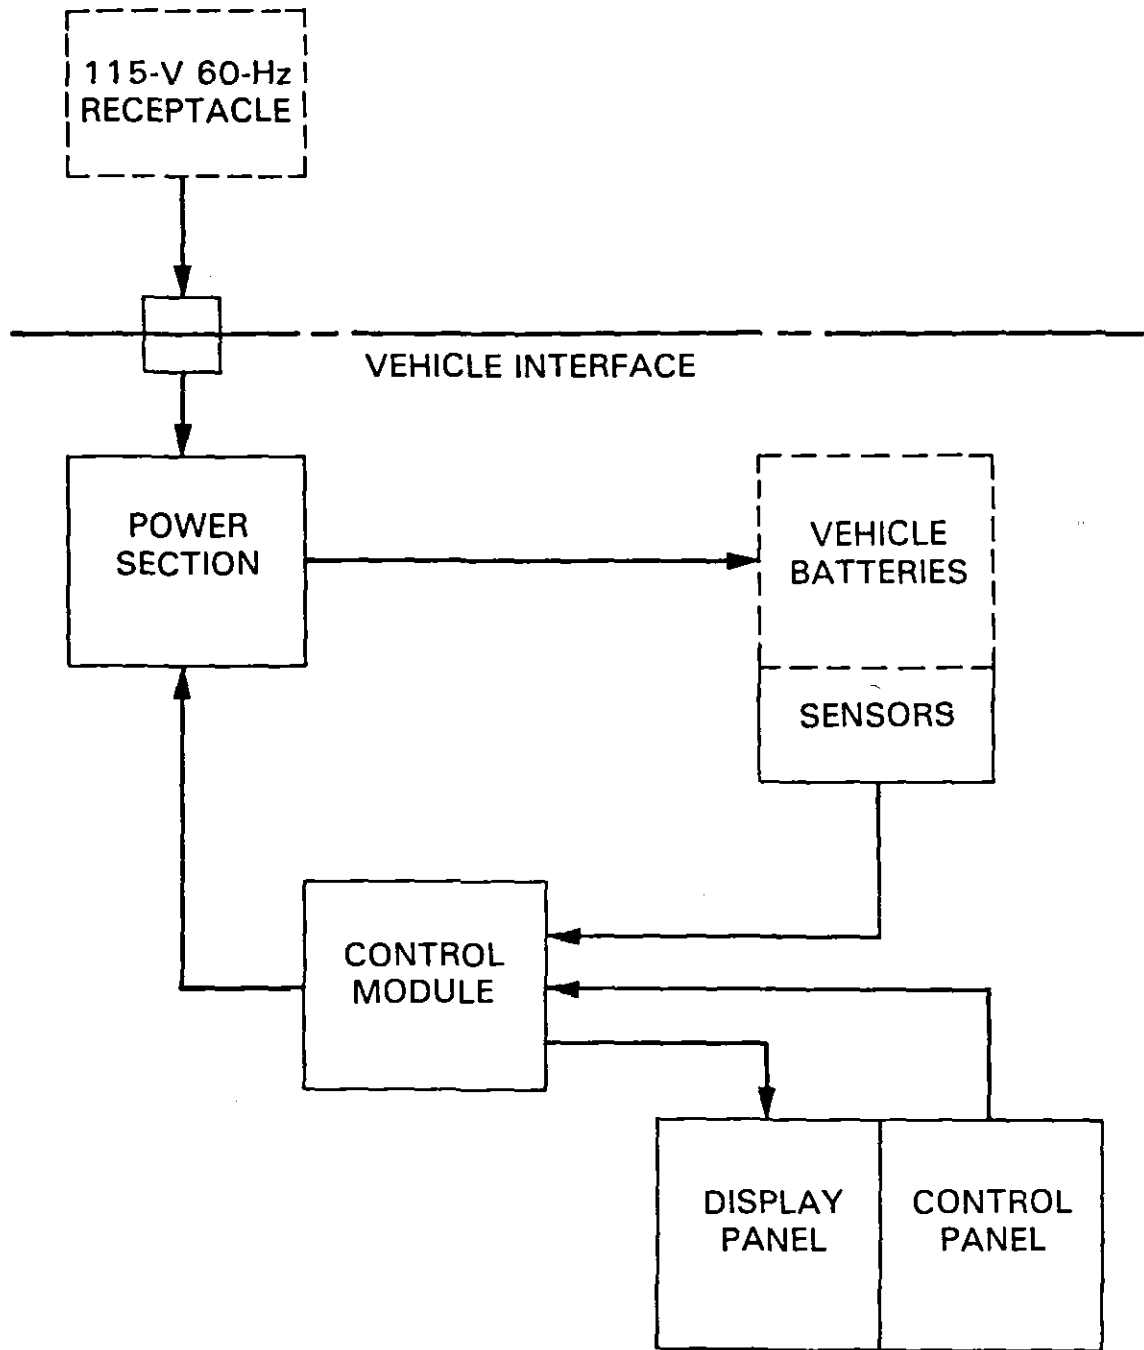 115-V 60-Hz
RECEPTACLE
VEHICLE INTERFACE
POWER
SECTION
VEHICLE
BATTERIES
SENSORS
CONTROL
MODULE
DISPLAY
PANEL
CONTROL
PANEL